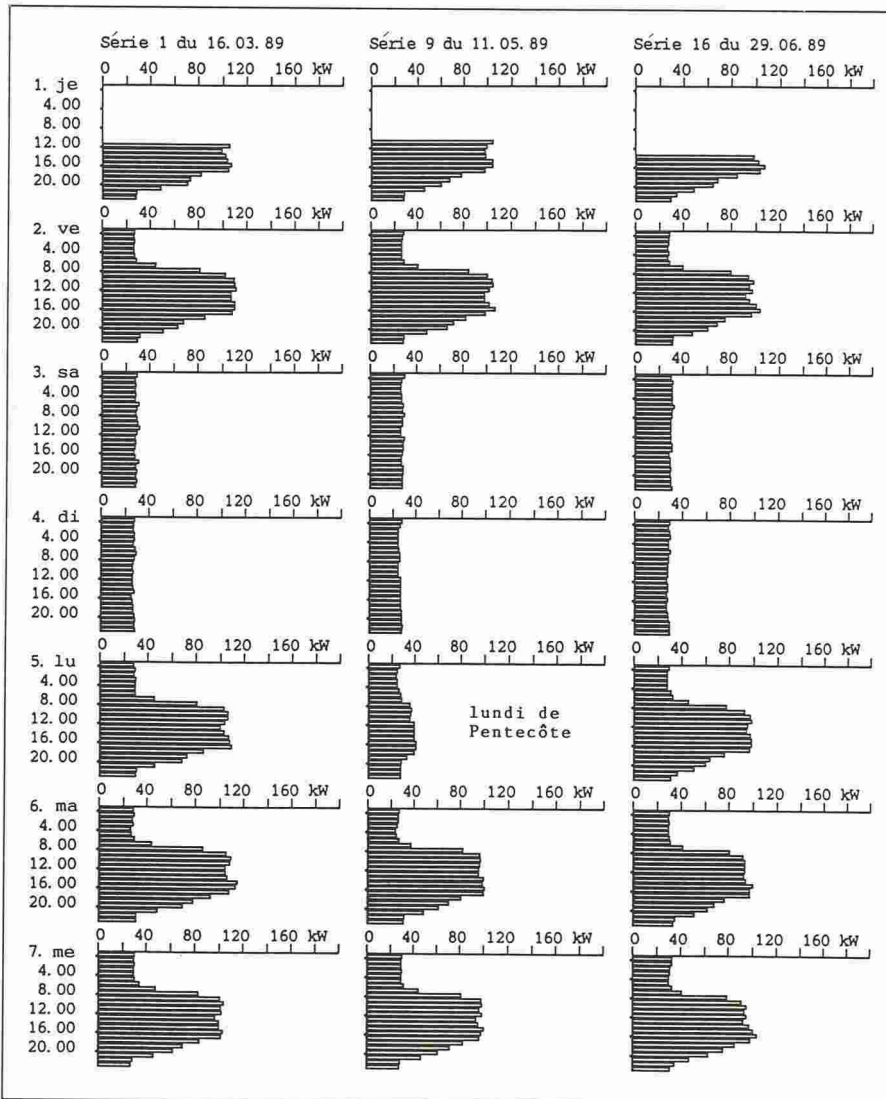 Série 1 du 16.03.89 Série 9 du 11.05.89 Série 16 du 29.06.89
0 40 80 120 160 kW 0 40 80 120 160 kW 0 40 80 120 160 kW
1. je
4.00
8.00
12.00
16.00
20.00
0 40 80 120 160 kW 0 40 80 120 160 kW 0 40 80 120 160 kW
2. ve
4.00
8.00
12.00
16.00
20.00
0 40 80 120 160 kW 0 40 80 120 160 kW 0 40 80 120 160 kW
3. sa
4.00
8.00
12.00
16.00
20.00
0 40 80 120 160 kW 0 40 80 120 160 kW 0 40 80 120 160 kW
4. di
4.00
8.00
12.00
16.00
20.00
0 40 80 120 160 kW 0 40 80 120 160 kW 0 40 80 120 160 kW
5. lu
4.00
8.00
12.00 lundi de
16.00 Pentecôte
20.00
0 40 80 120 160 kW 0 40 80 120 160 kW 0 40 80 120 160 kW
6. ma
4.00
8.00
12.00
16.00
20.00
0 40 80 120 160 kW 0 40 80 120 160 kW 0 40 80 120 160 kW
7. me
4.00
8.00
12.00
16.00
20.00